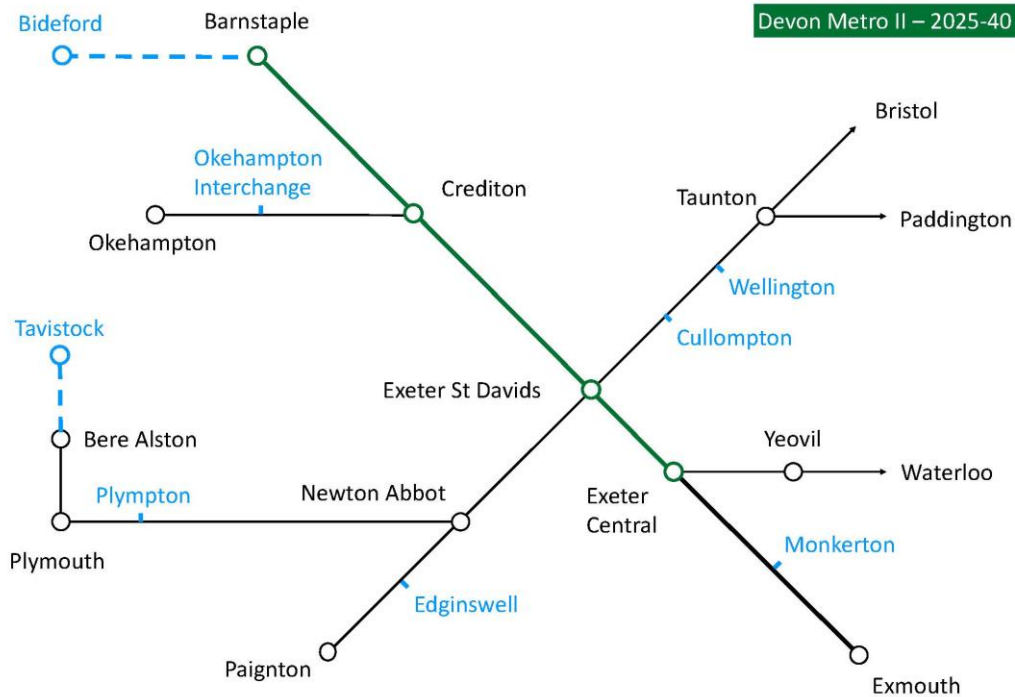 Bideford
Barnstaple
Devon Metro II – 2025-40
Bristol
Okehampton
Interchange
Crediton
Taunton
Paddington
Okehampton
Wellington
Tavistock
Cullompton
Exeter St Davids
Bere Alston
Yeovil
Waterloo
Plympton
Newton Abbot
Exeter
Central
Monkerton
Plymouth
Edginswell
Paignton
Exmouth